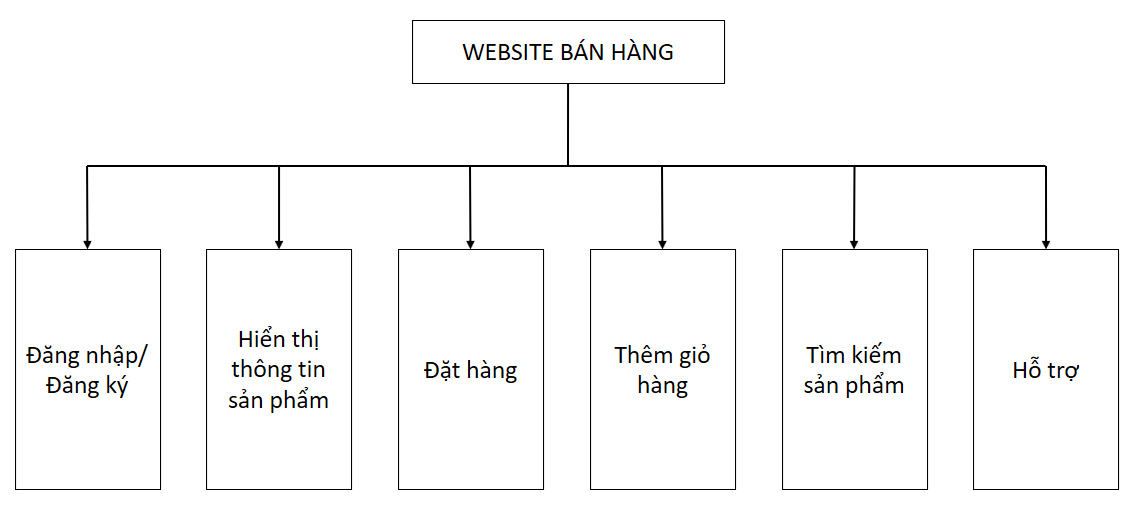 WEBSITE BÁN HÀNG
Đăng nhập/
Đăng ký
Hiển thị
thông tin
sản phẩm
Đặt hàng
Thêm giỏ
hàng
Tìm kiếm
sản phẩm
Hỗ trợ